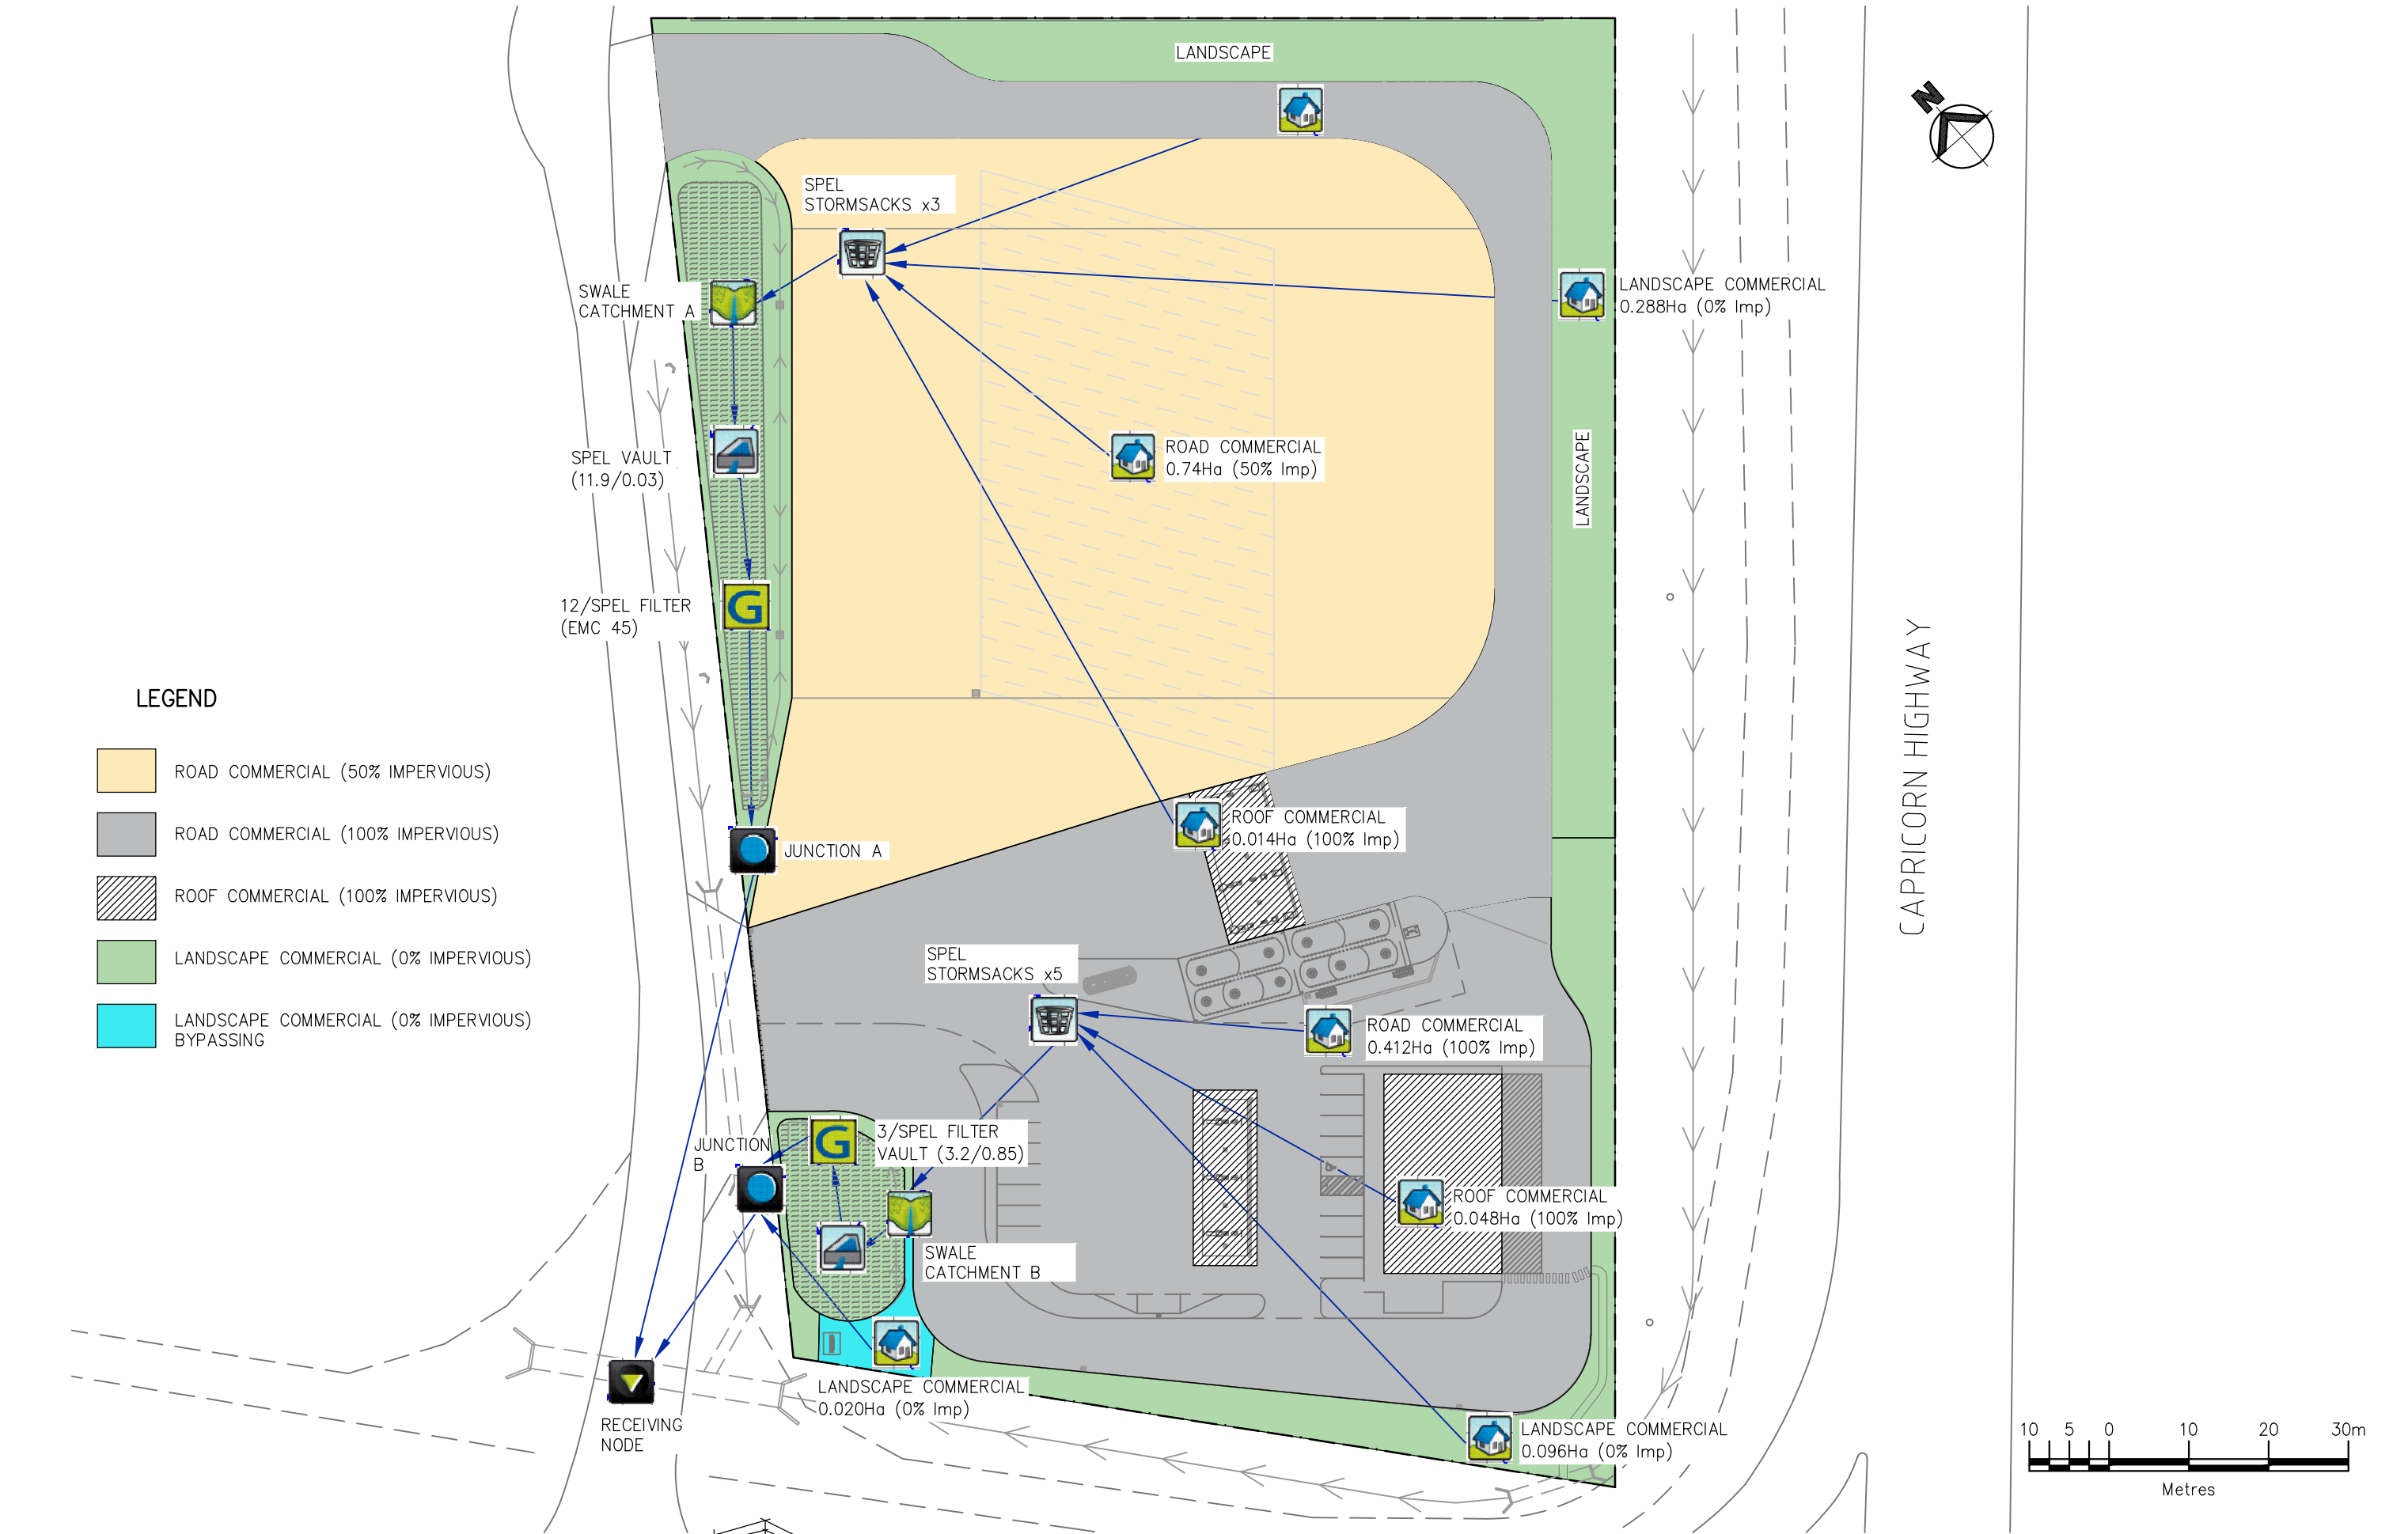 LANDSCAPE
N
SPEL
STORMSACKS x3
SWALE
CATCHMENT A
LANDSCAPE COMMERCIAL
0.288Ha (0% Imp)
SPEL VAULT
(11.9/0.03)
ROAD COMMERCIAL
0.74Ha (50% Imp)
LANDSCAPE
12/SPEL FILTER
(EMC 45)
G
CAPRICORN HIGHWAY
LEGEND
ROAD COMMERCIAL (50% IMPERVIOUS)
ROAD COMMERCIAL (100% IMPERVIOUS)
ROOF COMMERCIAL (100% IMPERVIOUS)
LANDSCAPE COMMERCIAL (0% IMPERVIOUS)
LANDSCAPE COMMERCIAL (0% IMPERVIOUS)
BYPASSING
JUNCTION A
ROOF COMMERCIAL
0.014Ha (100% Imp)
SPEL
STORMSACKS x5
ROAD COMMERCIAL
0.412Ha (100% Imp)
JUNCTION
B
G
3/SPEL FILTER
VAULT (3.2/0.85)
ROOF COMMERCIAL
0.048Ha (100% Imp)
SWALE
CATCHMENT B
LANDSCAPE COMMERCIAL
0.020Ha (0% Imp)
RECEIVING
NODE
LANDSCAPE COMMERCIAL
0.096Ha (0% Imp)
10 5 0 10 20 30m
Metres